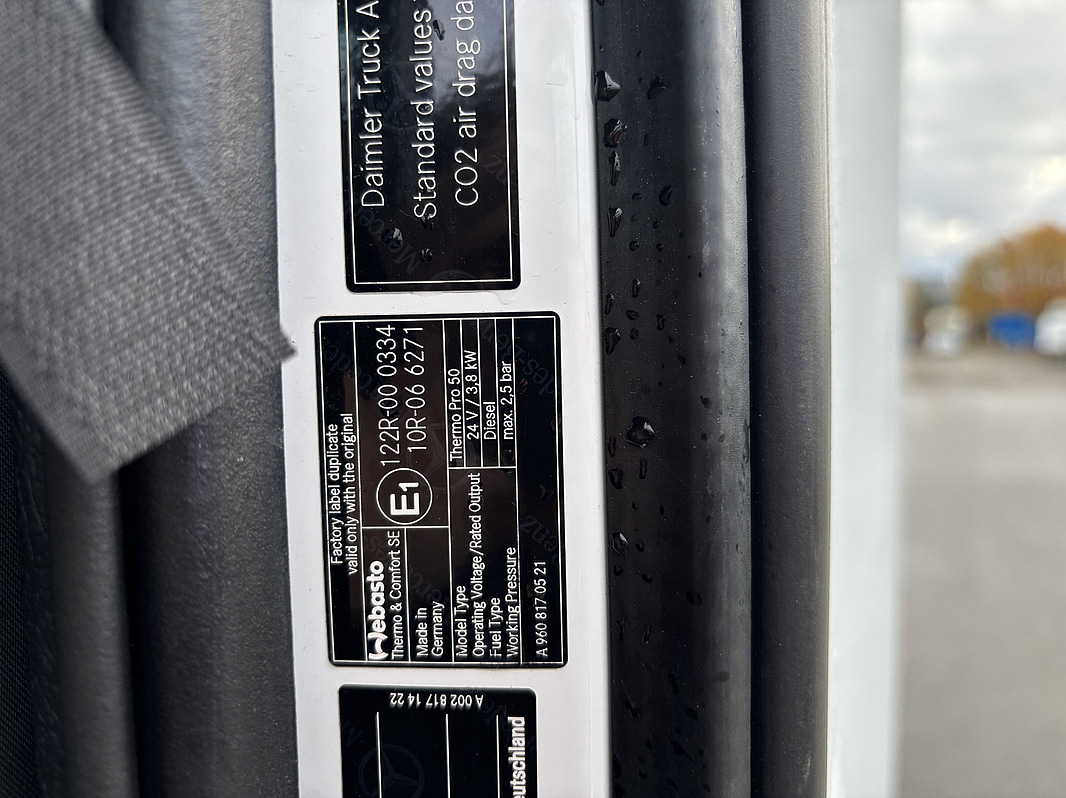 Daimler Truck A
Standard values
CO2 air drag da
Factory label duplicate
valid only with the original
Webasto
Thermo & Comfort SE
Made in
Germany
E1
122R-00 0334
10R-06 6271
Model Type Thermo Pro 50
Operating Voltage/Rated Output 24 V / 3,8 kW
Fuel Type Diesel
Working Pressure max. 2,5 bar
A 960 817 05 21
A 002 817 14 22
eutschland